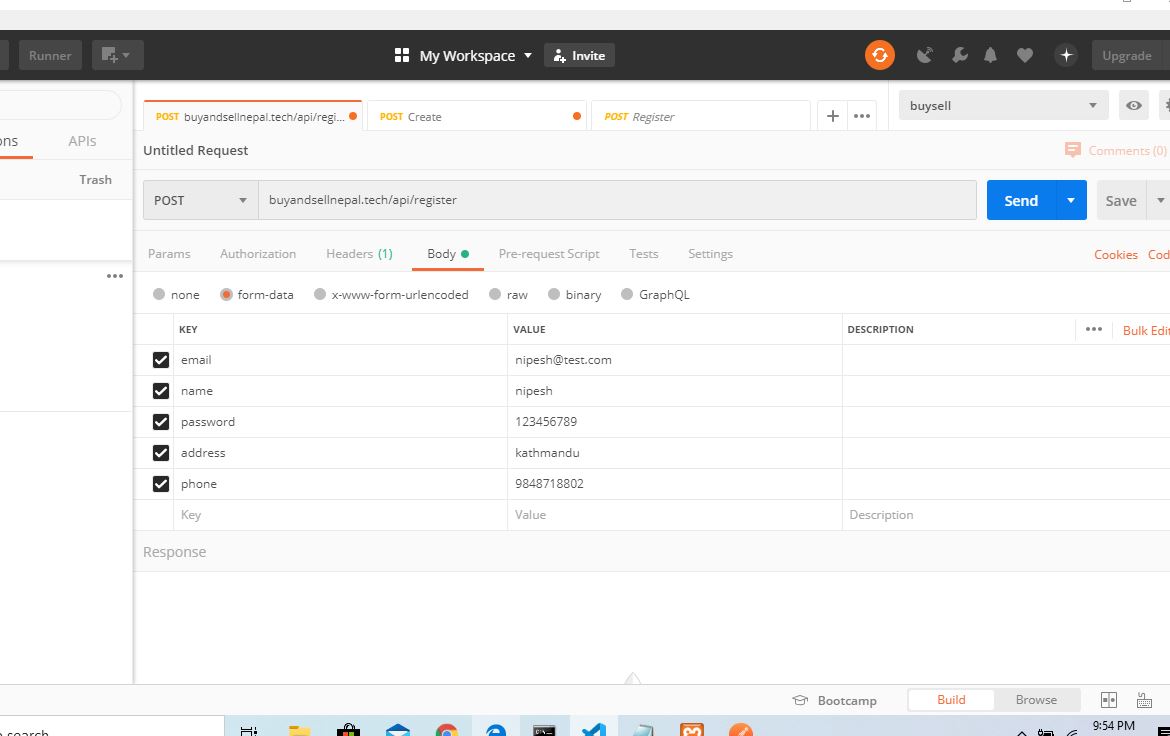 Runner
My Workspace
Invite
Upgrade
POST buyandsellnepal.tech/api/regi...
POST Create
POST Register
buysell
ons
APIs
Untitled Request
Comments (0)
Trash
POST
buyandsellnepal.tech/api/register
Send
Save
Params
Authorization
Headers (1)
Body
Pre-request Script
Tests
Settings
Cookies
Cod
none
form-data
x-www-form-urlencoded
raw
binary
GraphQL
KEY
VALUE
DESCRIPTION
Bulk Edit
email
nipesh@test.com
name
nipesh
password
123456789
address
kathmandu
phone
9848718802
Key
Value
Description
Response
Bootcamp
Build
Browse
o search
9:54 PM